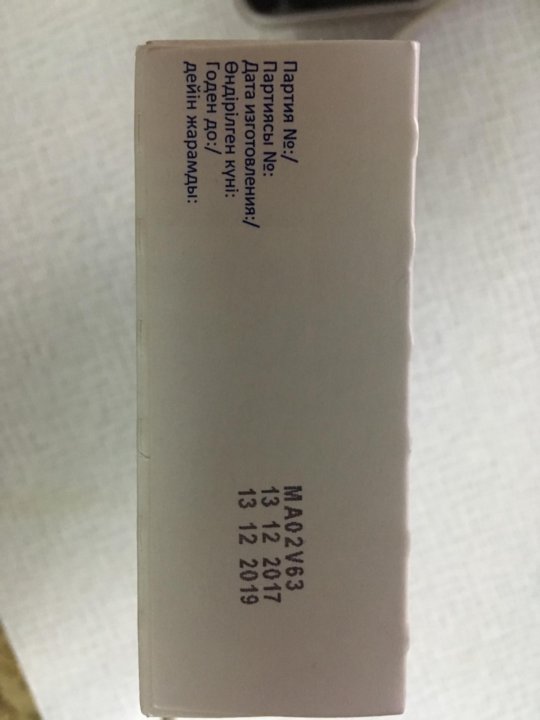 Партия №:/
Партиясы №:
Дата изготовления:/
Өндірілген күні:
Годен до:/
дейін жарамды:
MA02V63
13 12 2017
13 12 2019